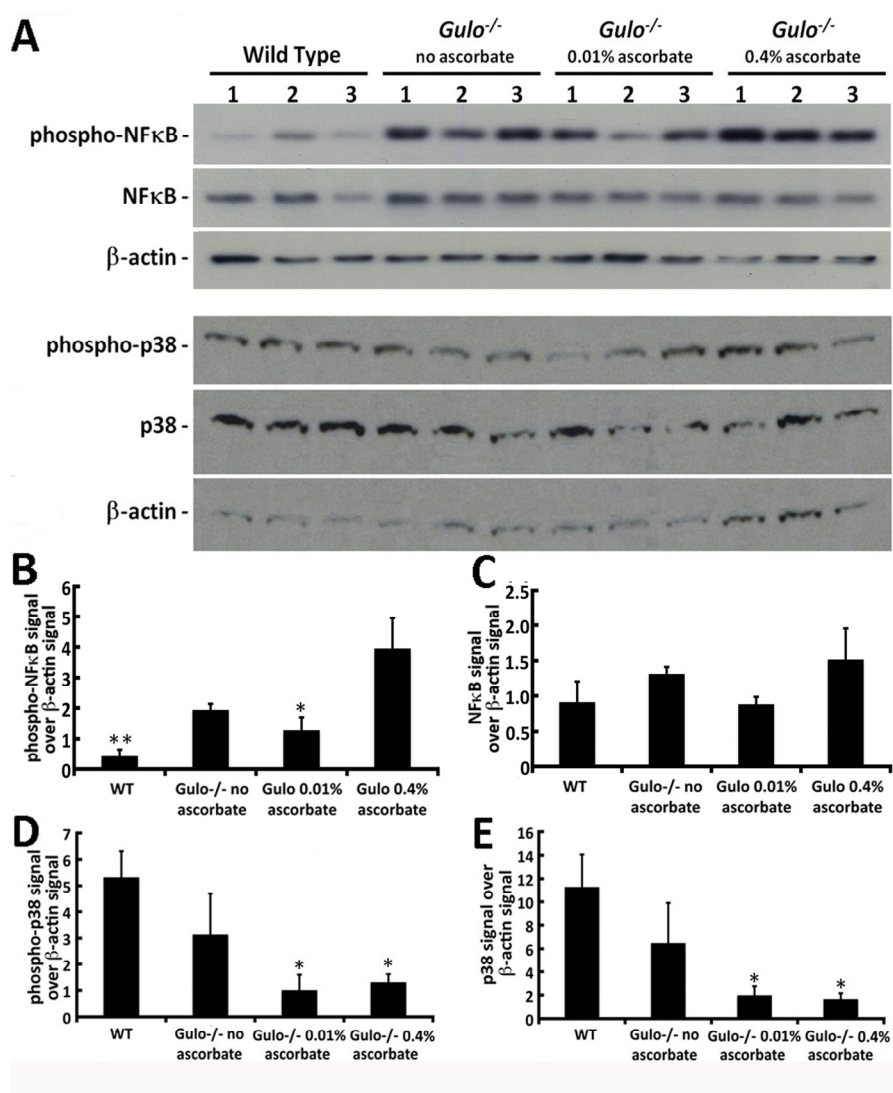 A
Wild Type
Gulo-/-
no ascorbate
Gulo-/-
0.01% ascorbate
Gulo-/-
0.4% ascorbate
1 2 3 1 2 3 1 2 3 1 2 3
phospho-NFκB -
NFκB -
β-actin -
phospho-p38 -
p38 -
β-actin -
B
phospho-NFκB signal
over β-actin signal
6
5
4
3
2
1
0
**
*
WT
Gulo-/- no
ascorbate
Gulo 0.01%
ascorbate
Gulo 0.4%
ascorbate
C
NFκB signal
over β-actin signal
2.5
2.0
1.5
1.0
0.5
0
WT
Gulo-/- no
ascorbate
Gulo 0.01%
ascorbate
Gulo 0.4%
ascorbate
D
phospho-p38 signal
over β-actin signal
7
6
5
4
3
2
1
0
*
*
WT
Gulo-/- no
ascorbate
Gulo-/- 0.01%
ascorbate
Gulo-/- 0.4%
ascorbate
E
p38 signal over
β-actin signal
16
14
12
10
8
6
4
2
0
*
*
WT
Gulo-/- no
ascorbate
Gulo-/- 0.01%
ascorbate
Gulo-/- 0.4%
ascorbate